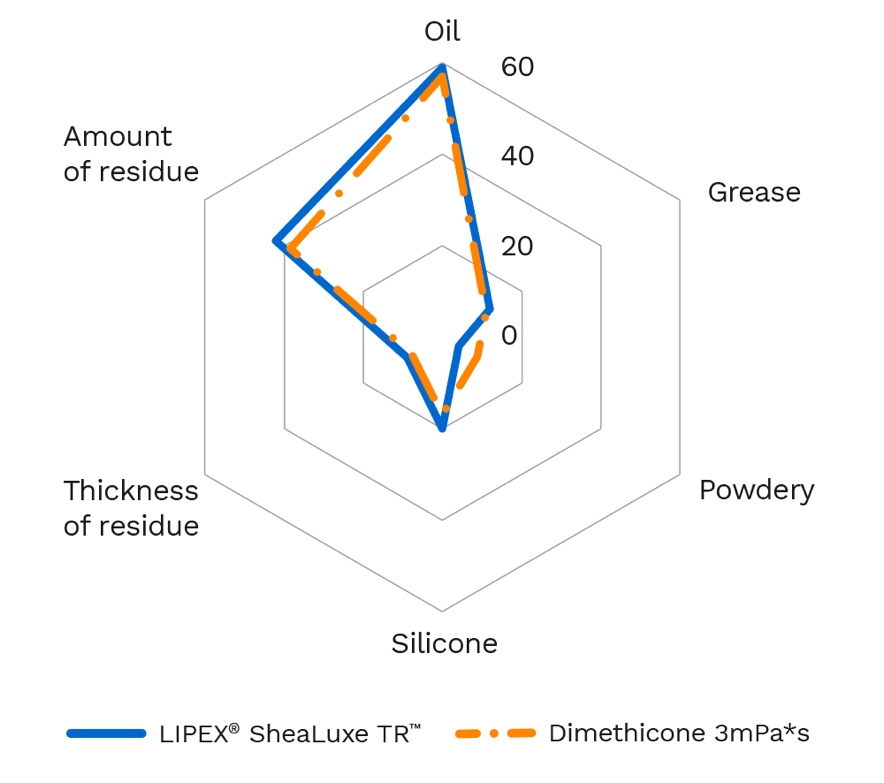 Oil
60
Amount
of residue
40
Grease
20
0
Thickness
of residue
Powdery
Silicone
LIPEX® SheaLuxe TR™
Dimethicone 3mPa*s